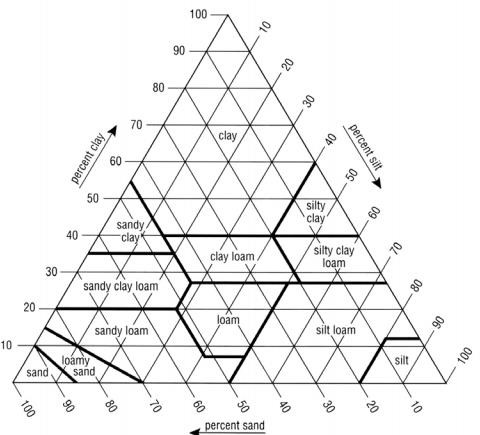 100
10
90
20
80
30
70
clay
40
percent clay
percent silt
60
50
50
silty
clay
60
sandy
clay
40
clay loam
silty clay
loam
70
30
sandy clay loam
80
20
sandy loam
loam
silt loam
90
10
sand
loamy
sand
silt
100
100
90
80
70
60
50
40
30
20
10
percent sand